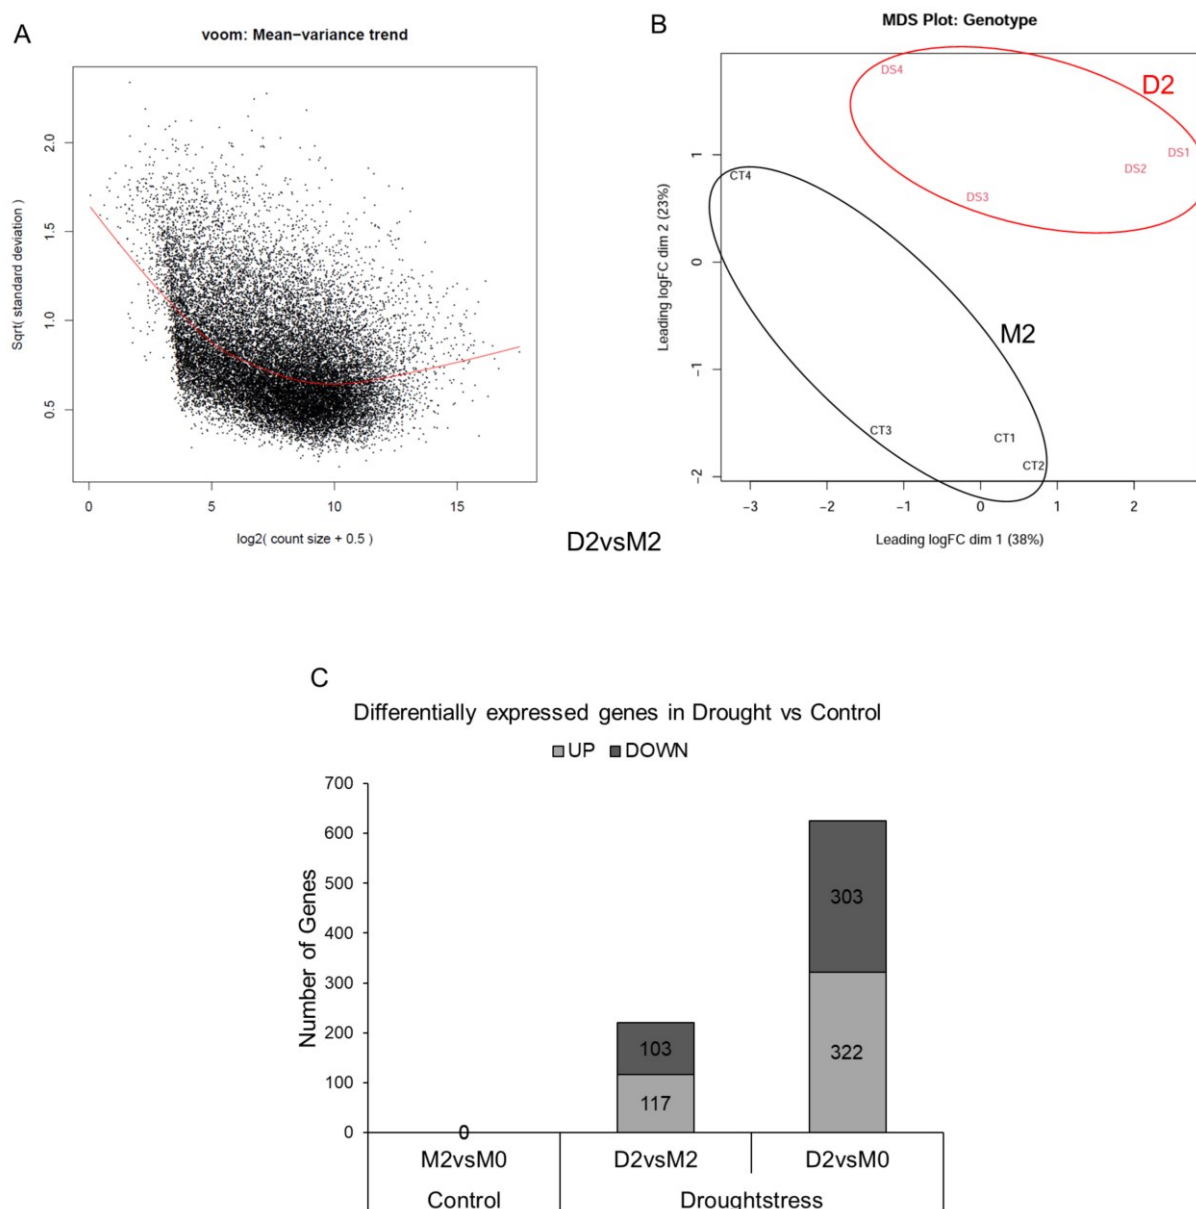 A
voom: Mean−variance trend
Sqrt( standard deviation )
2.0
1.5
1.0
0.5
0 5 10 15
log2( count size + 0.5 )
B
MDS Plot: Genotype
Leading logFC dim 2 (23%)
1
0
−1
−2
DS4
D2
DS1
DS2
DS3
CT4
M2
CT3
CT1
CT2
−3 −2 −1 0 1 2
Leading logFC dim 1 (38%)
D2vsM2
C
Differentially expressed genes in Drought vs Control
UP DOWN
Number of Genes
700
600
500
400
300
200
100
0
0
103
117
303
322
M2vsM0 D2vsM2 D2vsM0
Control Droughtstress